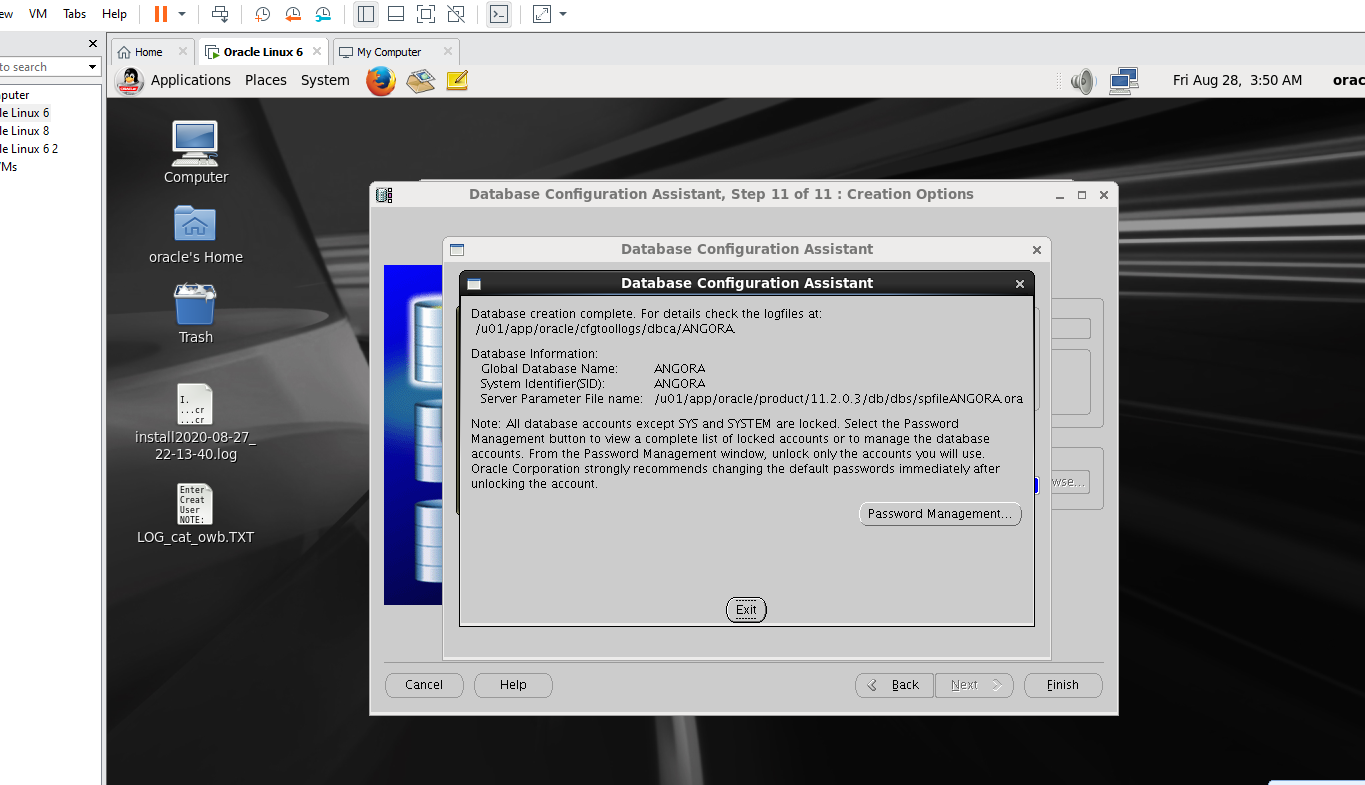 ew VM Tabs Help
to search
Home
Oracle Linux 6
My Computer
Applications Places System
Fri Aug 28, 3:50 AM
orac
puter
le Linux 6
le Linux 8
le Linux 6 2
VMs
Computer
oracle's Home
Trash
I.
...cr
...cr
install2020-08-27_
22-13-40.log
Enter
Creat
User
NOTE:
LOG_cat_owb.TXT
Database Configuration Assistant, Step 11 of 11 : Creation Options
Database Configuration Assistant
Database Configuration Assistant
Database creation complete. For details check the logfiles at:
/u01/app/oracle/cfgtoollogs/dbca/ANGORA.
Database Information:
Global Database Name: ANGORA
System Identifier(SID): ANGORA
Server Parameter File name: /u01/app/oracle/product/11.2.0.3/db/dbs/spfileANGORA.ora
Note: All database accounts except SYS and SYSTEM are locked. Select the Password
Management button to view a complete list of locked accounts or to manage the database
accounts. From the Password Management window, unlock only the accounts you will use.
Oracle Corporation strongly recommends changing the default passwords immediately after
unlocking the account.
wse...
Password Management...
Exit
Cancel
Help
Back
Next
Finish